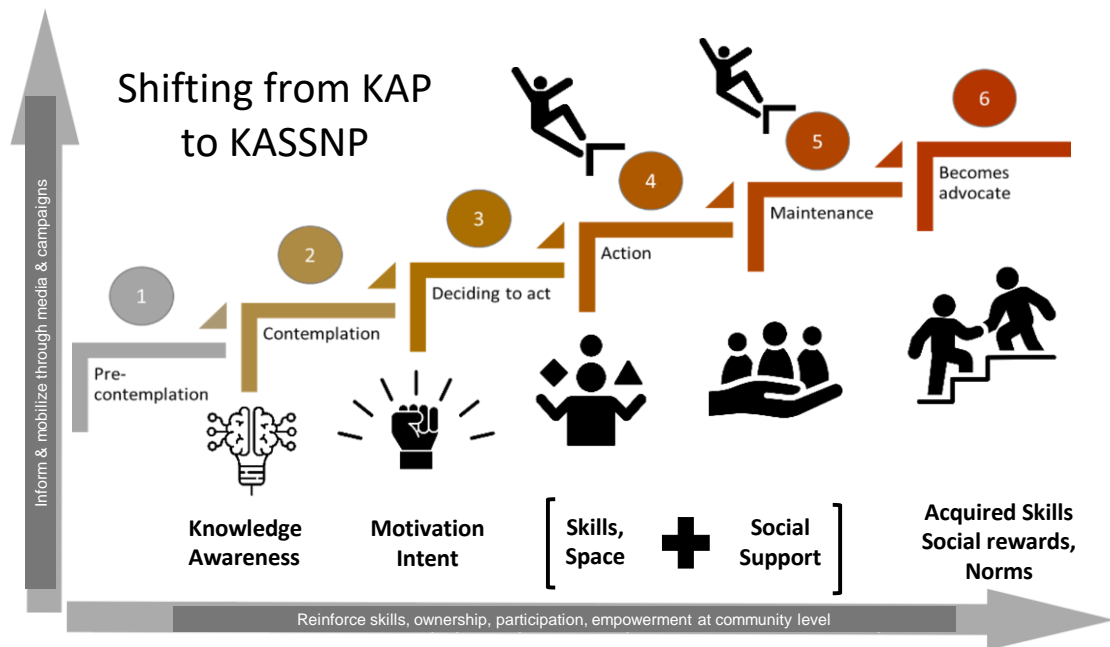 Shifting from KAP
to KASSNP
1
2
3
4
5
6
Pre-
contemplation
Contemplation
Deciding to act
Action
Maintenance
Becomes
advocate
Knowledge
Awareness
Motivation
Intent
Skills,
Space
Social
Support
Acquired Skills
Social rewards,
Norms
Inform & mobilize through media & campaigns
Reinforce skills, ownership, participation, empowerment at community level